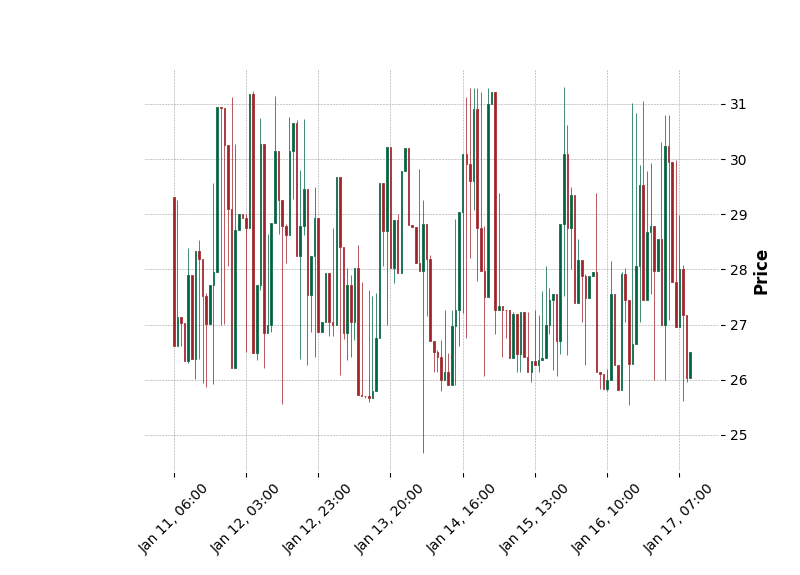 31
30
29
28
27
26
25
Price
Jan 11, 06:00
Jan 12, 03:00
Jan 12, 23:00
Jan 13, 20:00
Jan 14, 16:00
Jan 15, 13:00
Jan 16, 10:00
Jan 17, 07:00